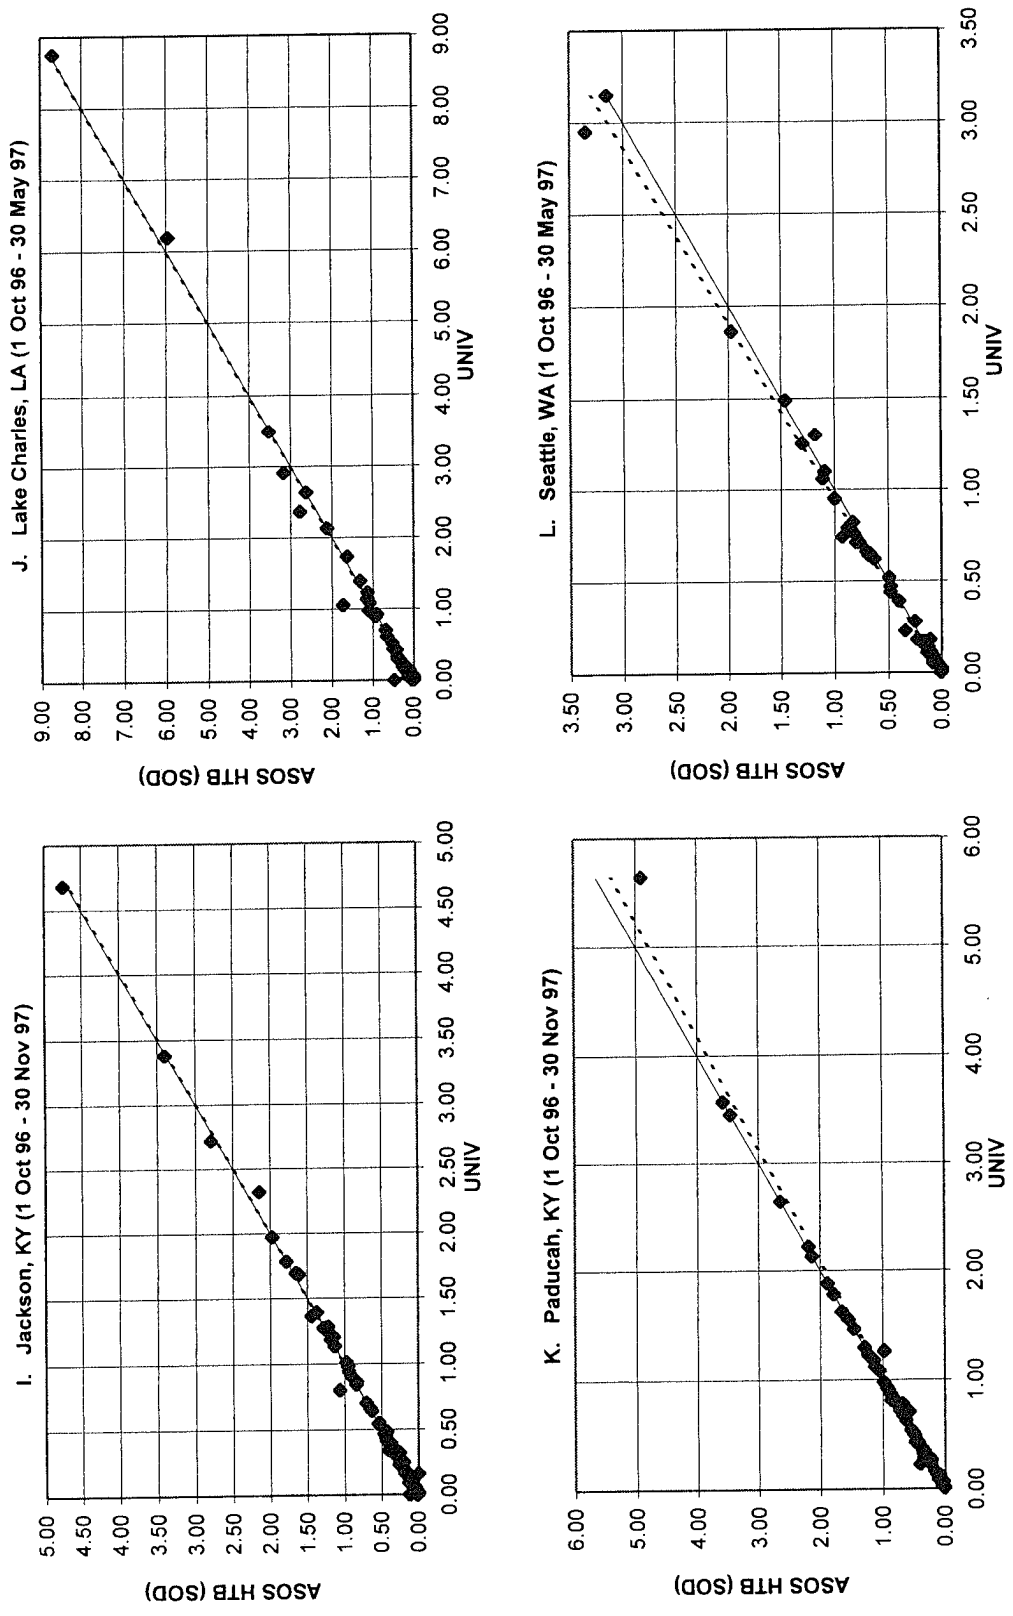 I. Jackson, KY (1 Oct 96 - 30 Nov 97)
ASOS HTB (SOD)
5.00
4.50
4.00
3.50
3.00
2.50
2.00
1.50
1.00
0.50
0.00
0.00 0.50 1.00 1.50 2.00 2.50 3.00 3.50 4.00 4.50 5.00
UNIV
J. Lake Charles, LA (1 Oct 96 - 30 May 97)
ASOS HTB (SOD)
9.00
8.00
7.00
6.00
5.00
4.00
3.00
2.00
1.00
0.00
0.00 1.00 2.00 3.00 4.00 5.00 6.00 7.00 8.00 9.00
UNIV
K. Paducah, KY (1 Oct 96 - 30 Nov 97)
ASOS HTB (SOD)
6.00
5.00
4.00
3.00
2.00
1.00
0.00
0.00 1.00 2.00 3.00 4.00 5.00 6.00
UNIV
L. Seattle, WA (1 Oct 96 - 30 May 97)
ASOS HTB (SOD)
3.50
3.00
2.50
2.00
1.50
1.00
0.50
0.00
0.00 0.50 1.00 1.50 2.00 2.50 3.00 3.50
UNIV